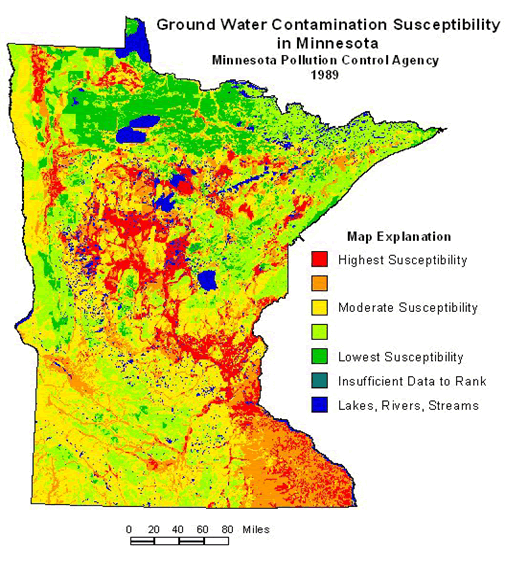 Ground Water Contamination Susceptibility
in Minnesota
Minnesota Pollution Control Agency
1989
Map Explanation
Highest Susceptibility
Moderate Susceptibility
Lowest Susceptibility
Insufficient Data to Rank
Lakes, Rivers, Streams
0 20 40 60 80 Miles